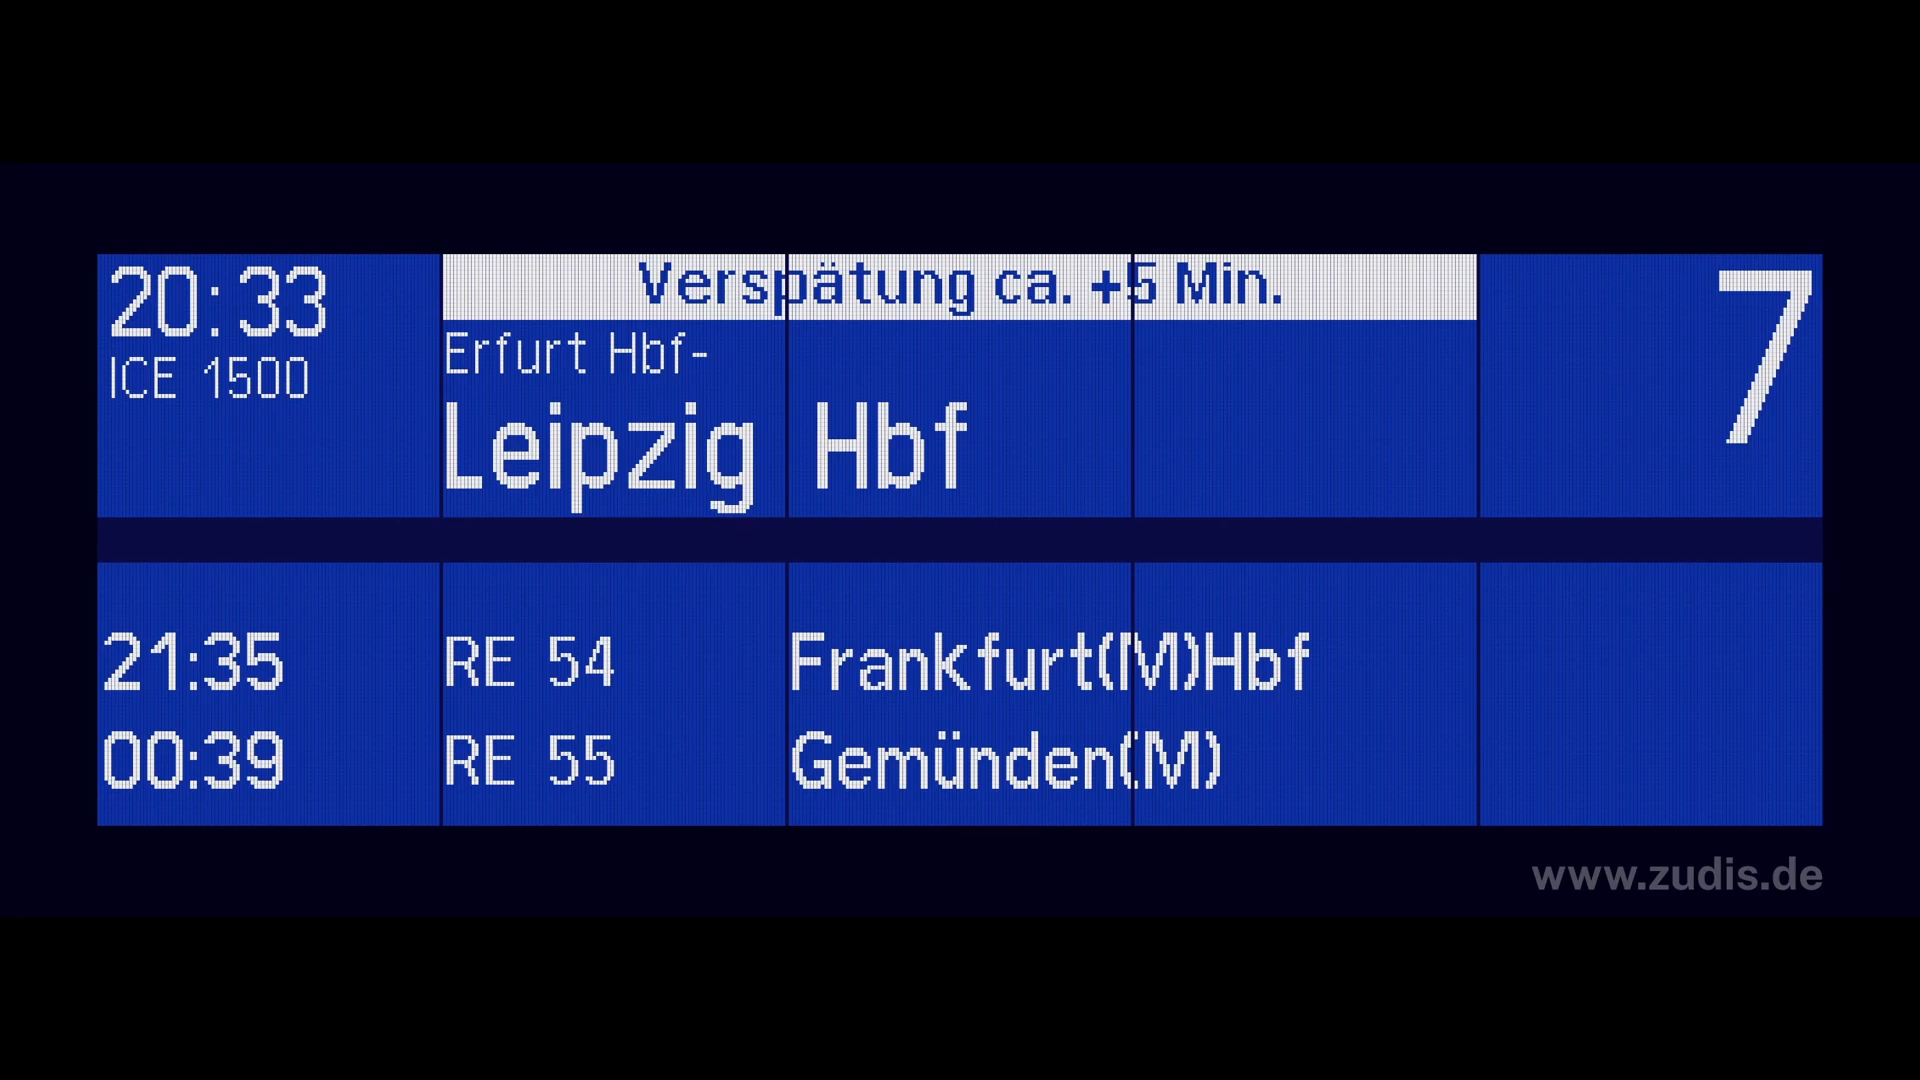 20:33
Verspätung ca. +5 Min.
7
ICE 1500
Erfurt Hbf-
Leipzig Hbf
21:35 RE 54 Frankfurt(M)Hbf
00:39 RE 55 Gemünden(M)
www.zudis.de